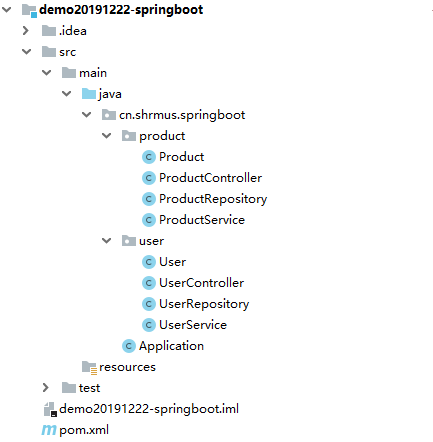 demo20191222-springboot
.idea
src
main
java
cn.shrmus.springboot
product
Product
ProductController
ProductRepository
ProductService
user
User
UserController
UserRepository
UserService
Application
resources
test
demo20191222-springboot.iml
pom.xml